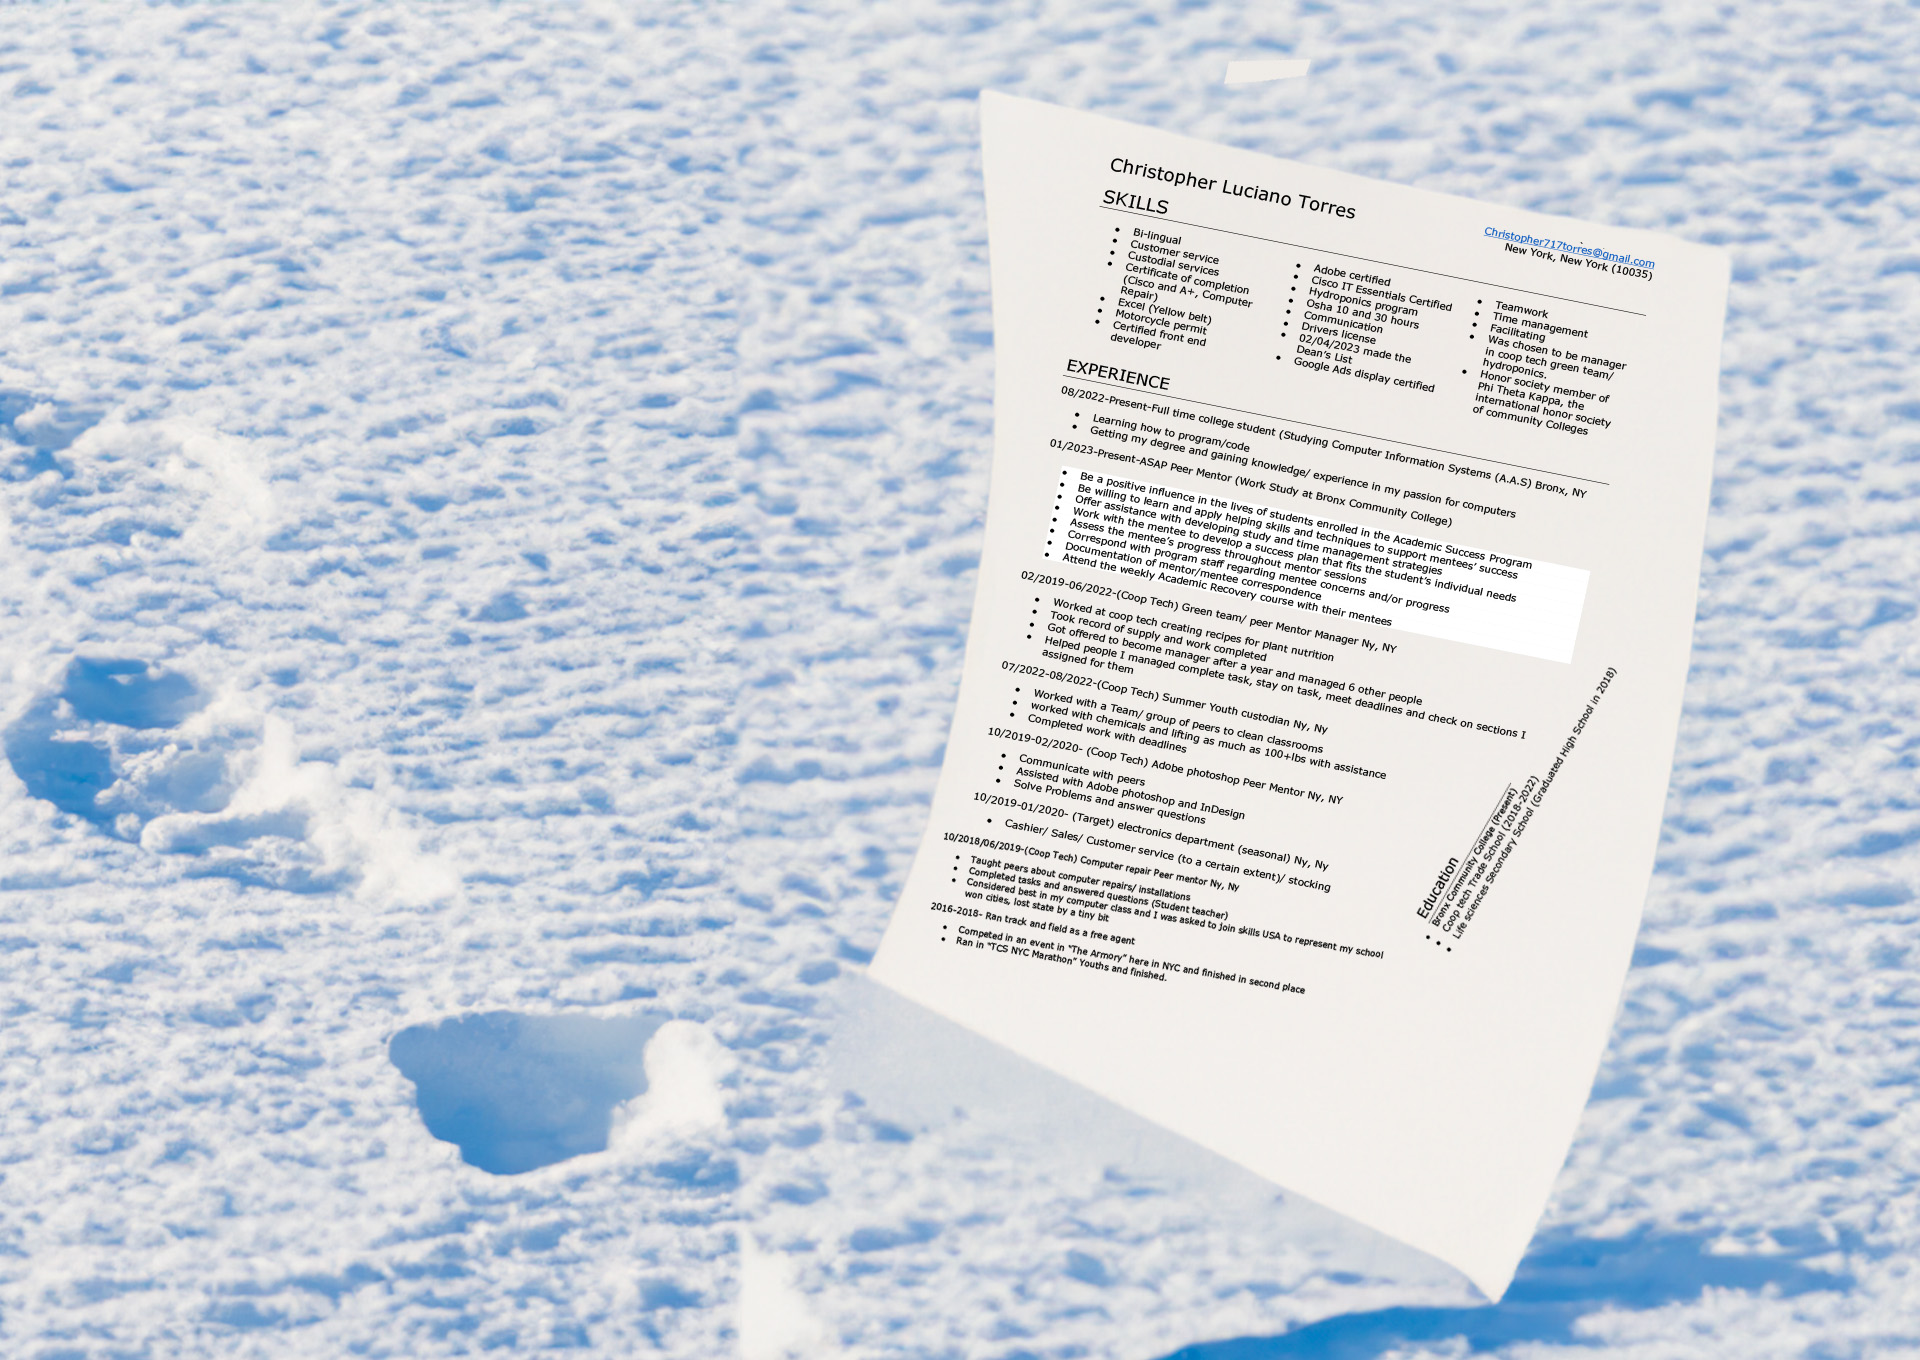 Christopher Luciano Torres
Christopher717torres@gmail.com
New York, New York (10035)
SKILLS
• Bi-lingual
• Customer service
• Custodial services
• Certificate of completion
(Cisco and A+, Computer
Repair)
• Excel (Yellow belt)
• Motorcycle permit
• Certified front end
developer
• Adobe certified
• Cisco IT Essentials Certified
• Hydroponics program
• Osha 10 and 30 hours
• Communication
• Drivers license
• 02/04/2023 made the
Dean's List
• Google Ads display certified
• Teamwork
• Time management
• Facilitating
• Was chosen to be manager
in coop tech green team/
hydroponics.
• Honor society member of
Phi Theta Kappa, the
international honor society
of community Colleges
EXPERIENCE
08/2022-Present-Full time college student (Studying Computer Information Systems (A.A.S) Bronx, NY
• Learning how to program/code
• Getting my degree and gaining knowledge/ experience in my passion for computers
01/2023-Present-ASAP Peer Mentor (Work Study at Bronx Community College)
• Be a positive influence in the lives of students enrolled in the Academic Success Program
• Be willing to learn and apply helping skills and techniques to support mentees' success
• Offer assistance with developing study and time management strategies
• Work with the mentee to develop a success plan that fits the student's individual needs
• Assess the mentee's progress throughout mentor sessions
• Correspond with program staff regarding mentee concerns and/or progress
• Documentation of mentor/mentee correspondence
• Attend the weekly Academic Recovery course with their mentees
02/2019-06/2022-(Coop Tech) Green team/ peer Mentor Manager Ny, NY
• Worked at coop tech creating recipes for plant nutrition
• Took record of supply and work completed
• Got offered to become manager after a year and managed 6 other people
• Helped people I managed complete task, stay on task, meet deadlines and check on sections I
assigned for them
07/2022-08/2022-(Coop Tech) Summer Youth custodian Ny, NY
• Worked with a Team/ group of peers to clean classrooms
• worked with chemicals and lifting as much as 100+lbs with assistance
• Completed work with deadlines
10/2019-02/2020- (Coop Tech) Adobe photoshop Peer Mentor Ny, NY
• Communicate with peers
• Assisted with Adobe photoshop and InDesign
• Solve Problems and answer questions
10/2019-01/2020- (Target) electronics department (seasonal) Ny, NY
• Cashier/ Sales/ Customer service (to a certain extent)/ stocking
10/2018/06/2019-(Coop Tech) Computer repair Peer mentor Ny, NY
• Taught peers about computer repairs/ installations
• Completed tasks and answered questions (Student teacher)
• Considered best in my computer class and I was asked to join skills USA to represent my school
won cities, lost state by a tiny bit
2016-2018- Ran track and field as a free agent
• Competed in an event in "The Armory" here in NYC and finished in second place
• Ran in "TCS NYC Marathon" Youths and finished.
Education
• Bronx Community College (Present)
• Coop tech Trade School (2018-2022)
• Life sciences Secondary School (Graduated High School in 2018)